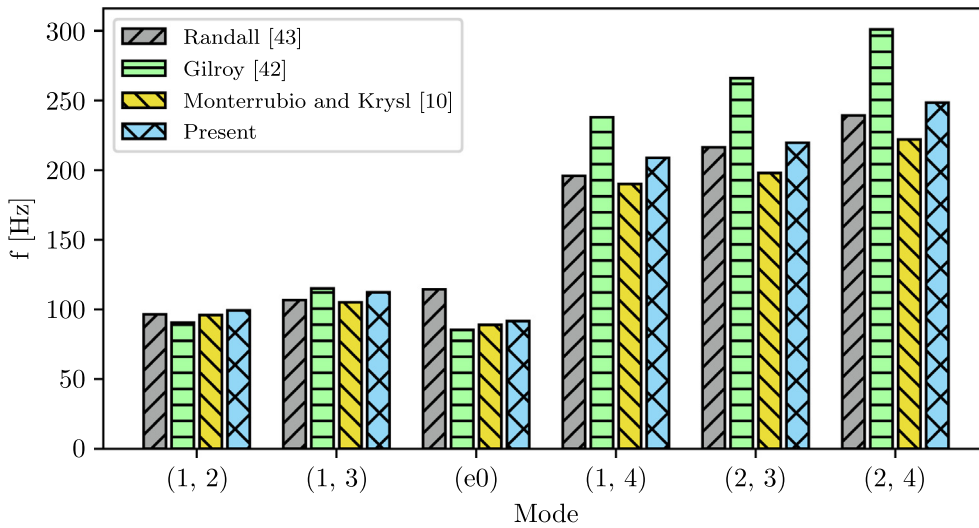 300
250
200
150
100
50
0
f [Hz]
Randall [43]
Gilroy [42]
Monterrubio and Krysl [10]
Present
(1, 2) (1, 3) (e0) (1, 4) (2, 3) (2, 4)
Mode